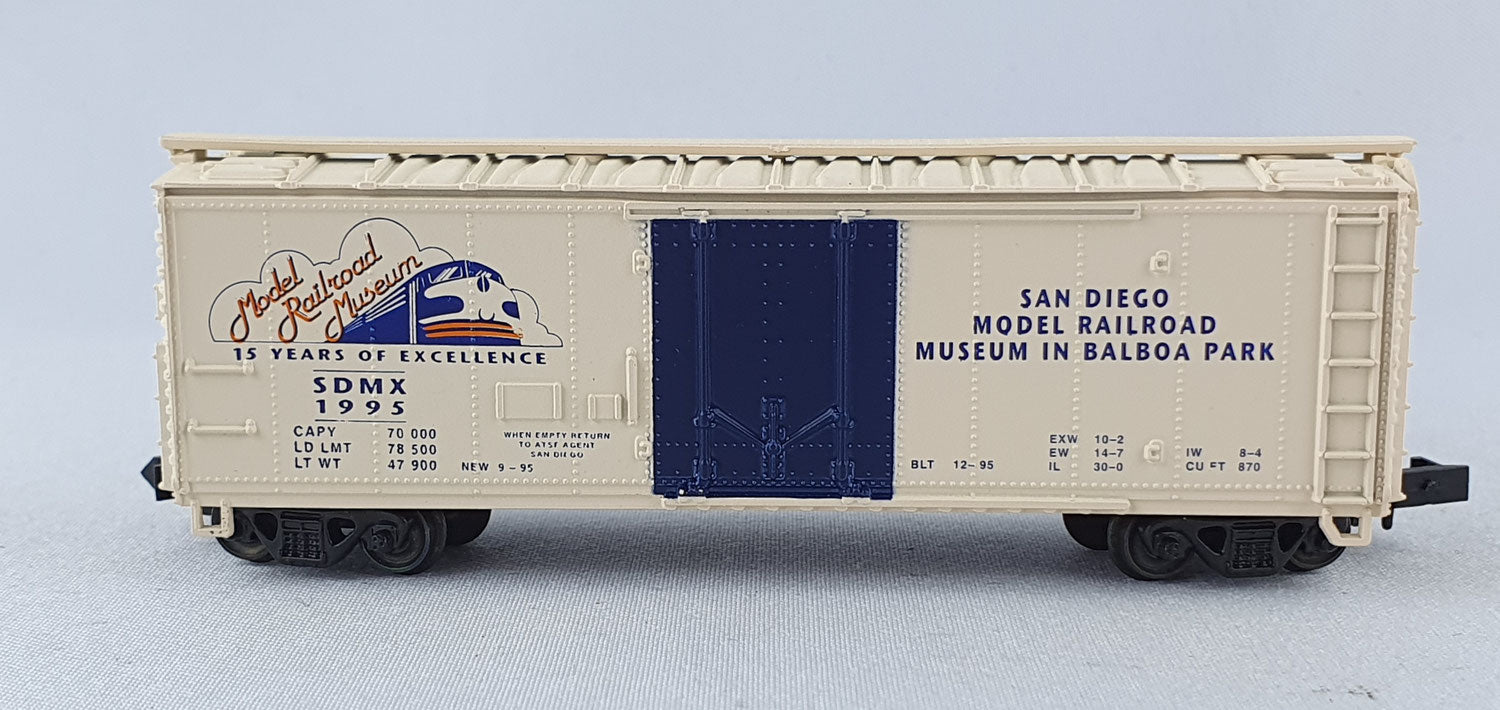 Model
Railroad
Museum
15 YEARS OF EXCELLENCE
SDMX
1995
CAPY 70 000
LD LMT 78 500
LT WT 47 900 NEW 9-95
WHEN EMPTY RETURN
TO ATSF AGENT
SAN DIEGO
SAN DIEGO
MODEL RAILROAD
MUSEUM IN BALBOA PARK
EXW 10-2
EW 14-7 IW 8-4
BLT 12-95 IL 30-0 CU FT 870